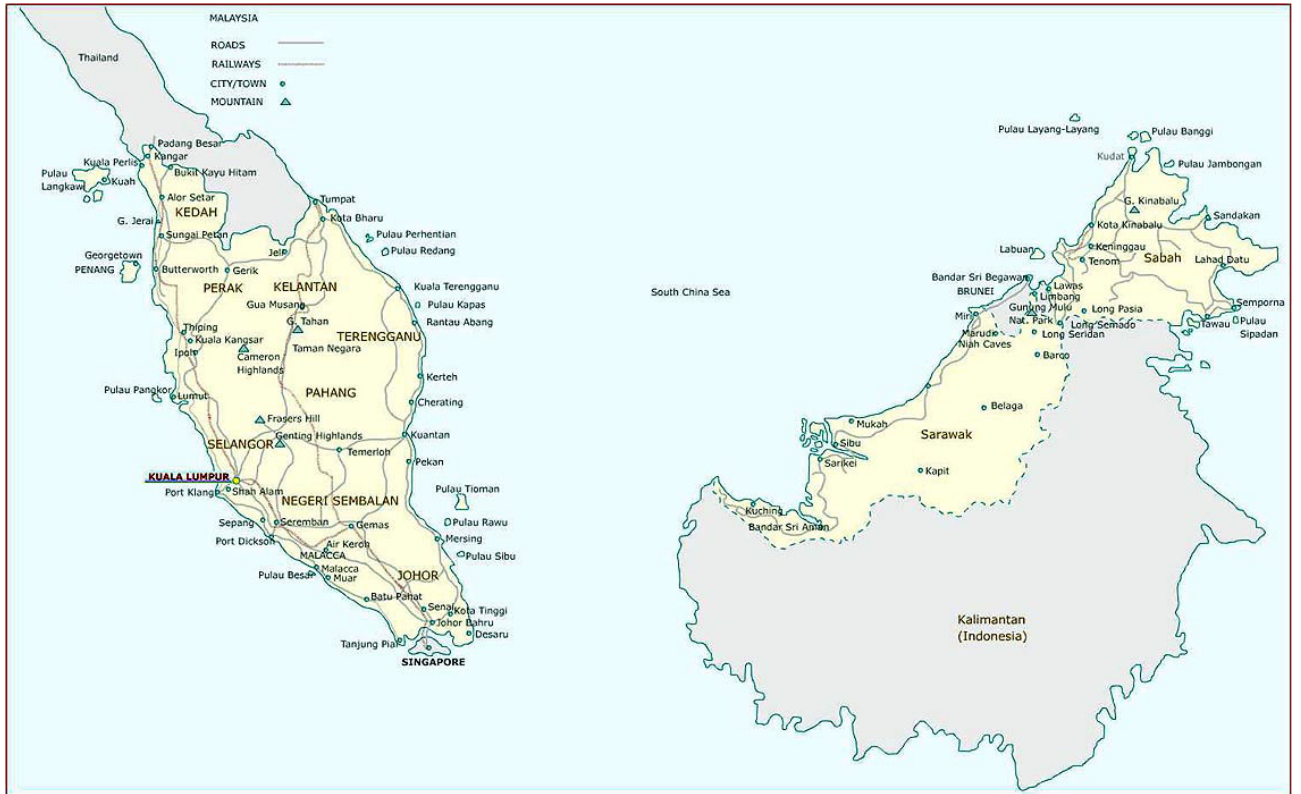 MALAYSIA
ROADS
RAILWAYS
CITY/TOWN
MOUNTAIN
Thailand
Padang Besar
Kangar
Kuala Perlis
Bukit Kayu Hitam
Pulau
Langkaw
Kuah
Alor Setar
KEDAH
G. Jerai
Sungai Petan
Georgetown
PENANG
Butterworth
Gerik
Jeli
Tumpat
Kota Bharu
Pulau Perhentian
Pulau Redang
PERAK
KELANTAN
Gua Musang
G. Tahan
Taman Negara
Kuala Terengganu
Pulau Kapas
Rantau Abang
TERENGGANU
Thiping
Kuala Kangsar
Ipoh
Cameron
Highlands
Pulau Pangkor
Lumut
PAHANG
Kerteh
Cherating
Frasers Hill
Genting Highlands
SELANGOR
Temerloh
Kuantan
Pekan
KUALA LUMPUR
Port Klang
Shah Alam
NEGERI SEMBALAN
Sepang
Seremban
Gemas
Port Dickson
Air Keroh
MALACCA
Malacca
Pulau Besar
Muar
Pulau Tioman
Pulau Rawu
Mersing
Pulau Sibu
JOHOR
Batu Pahat
Senai
Kota Tinggi
Johor Bahru
Desaru
Tanjung Piai
SINGAPORE
South China Sea
Pulau Layang-Layang
Pulau Banggi
Kudat
Pulau Jambongan
G. Kinabalu
Kota Kinabalu
Sandakan
Labuan
Keninggau
Sabah
Tenom
Lahad Datu
Bandar Sri Begawan
BRUNEI
Lawas
Limbang
Gunung Mulu
Nat. Park
Long Pasia
Semporna
Tawau
Pulau
Sipadan
Miri
Marudi
Niah Caves
Long Semado
Long Seridan
Barco
Belaga
Mukah
Sarawak
Sibu
Sarikei
Kapit
Kuching
Bandar Sri Aman
Kalimantan
(Indonesia)